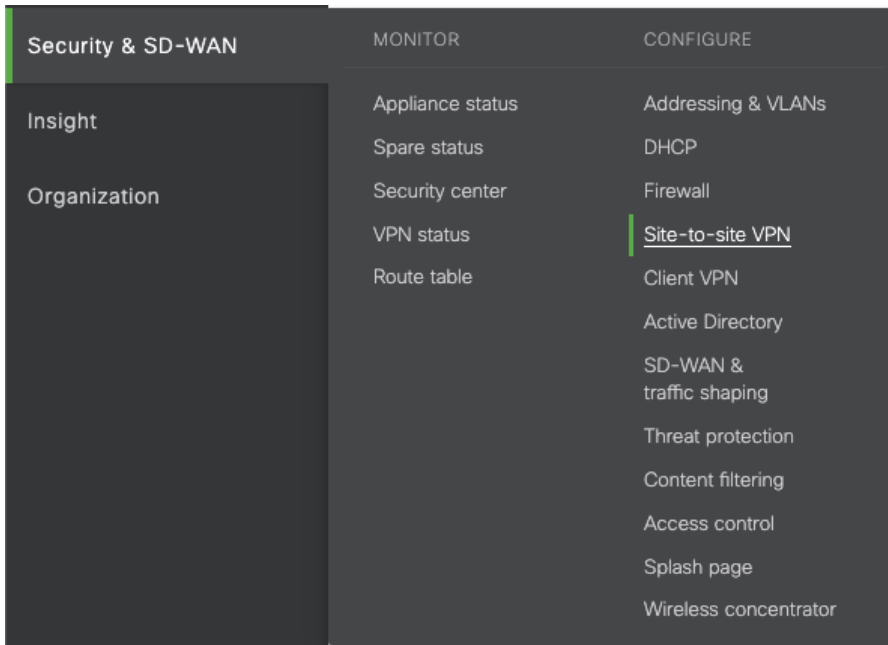 Security & SD-WAN
Insight
Organization
MONITOR
Appliance status
Spare status
Security center
VPN status
Route table
CONFIGURE
Addressing & VLANs
DHCP
Firewall
Site-to-site VPN
Client VPN
Active Directory
SD-WAN &
traffic shaping
Threat protection
Content filtering
Access control
Splash page
Wireless concentrator